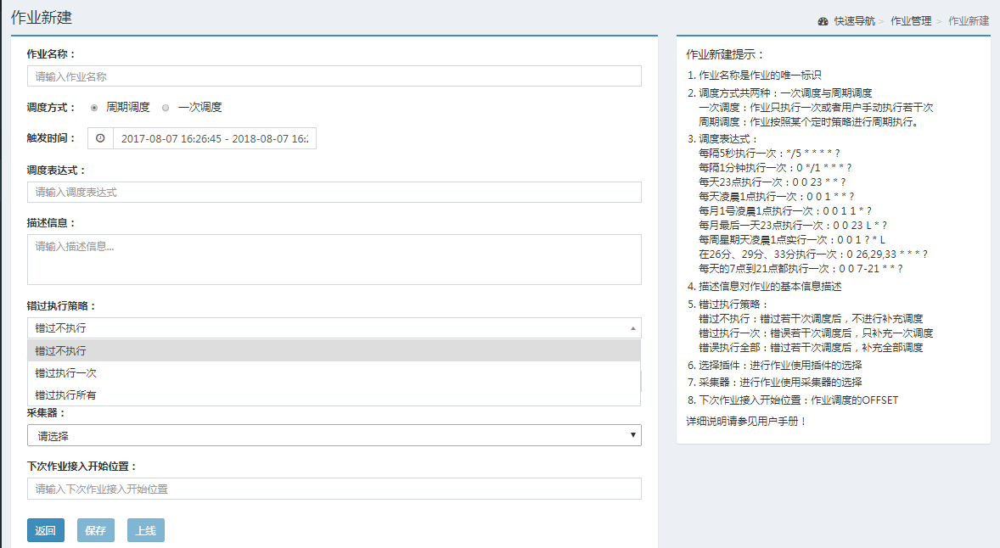 作业新建
快速导航 > 作业管理 > 作业新建
作业名称：
请输入作业名称
调度方式： 周期调度 一次调度
触发时间： 2017-08-07 16:26:45 - 2018-08-07 16:2
调度表达式：
请输入调度表达式
描述信息：
请输入描述信息...
错过执行策略：
错过不执行
错过不执行
错过执行一次
错过执行所有
采集器：
请选择
下次作业接入开始位置：
请输入下次作业接入开始位置
返回 保存 上线
作业新建提示：
1. 作业名称是作业的唯一标识
2. 调度方式共两种：一次调度与周期调度
一次调度：作业只执行一次或者用户手动执行若干次
周期调度：作业按照某个定时策略进行周期执行。
3. 调度表达式：
每隔5秒执行一次：*/5 * * * * ?
每隔1分钟执行一次：0 */1 * * * ?
每天23点执行一次：0 0 23 * * ?
每天凌晨1点执行一次：0 0 1 * * ?
每月1号凌晨1点执行一次：0 0 1 1 * ?
每月最后一天23点执行一次：0 0 23 L * ?
每周星期天凌晨1点实行一次：0 0 1 ? * L
在26分、29分、33分执行一次：0 26,29,33 * * * ?
每天的7点到21点都执行一次：0 0 7-21 * * ?
4. 描述信息对作业的基本信息描述
5. 错过执行策略：
错过不执行：错过若干次调度后，不进行补充调度
错过执行一次：错误若干次调度后，只补充一次调度
错误执行全部：错过若干次调度后，补充全部调度
6. 选择插件：进行作业使用插件的选择
7. 采集器：进行作业使用采集器的选择
8. 下次作业接入开始位置：作业调度的OFFSET
详细说明请参见用户手册！